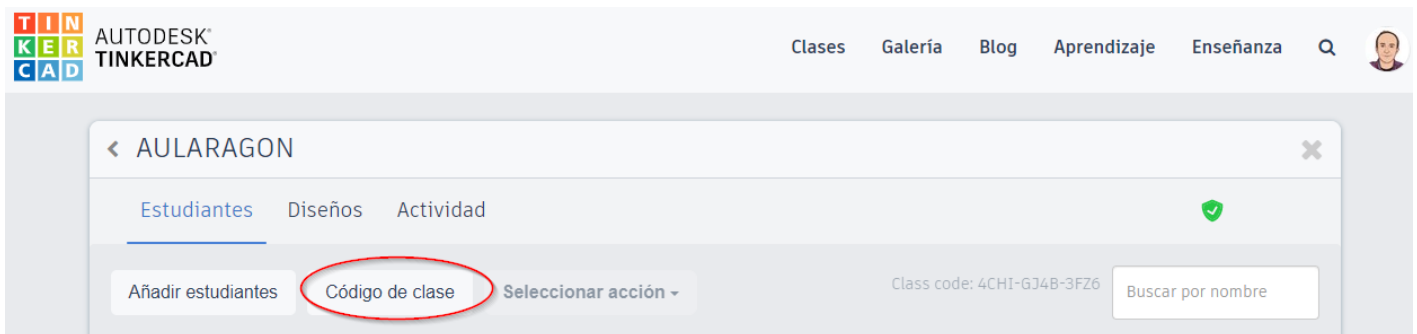 TIN
KER
CAD
AUTODESK®
TINKERCAD®
Clases Galería Blog Aprendizaje Enseñanza
AULARAGON
Estudiantes Diseños Actividad
Añadir estudiantes Código de clase Seleccionar acción Class code: 4CHI-GJ4B-3FZ6 Buscar por nombre